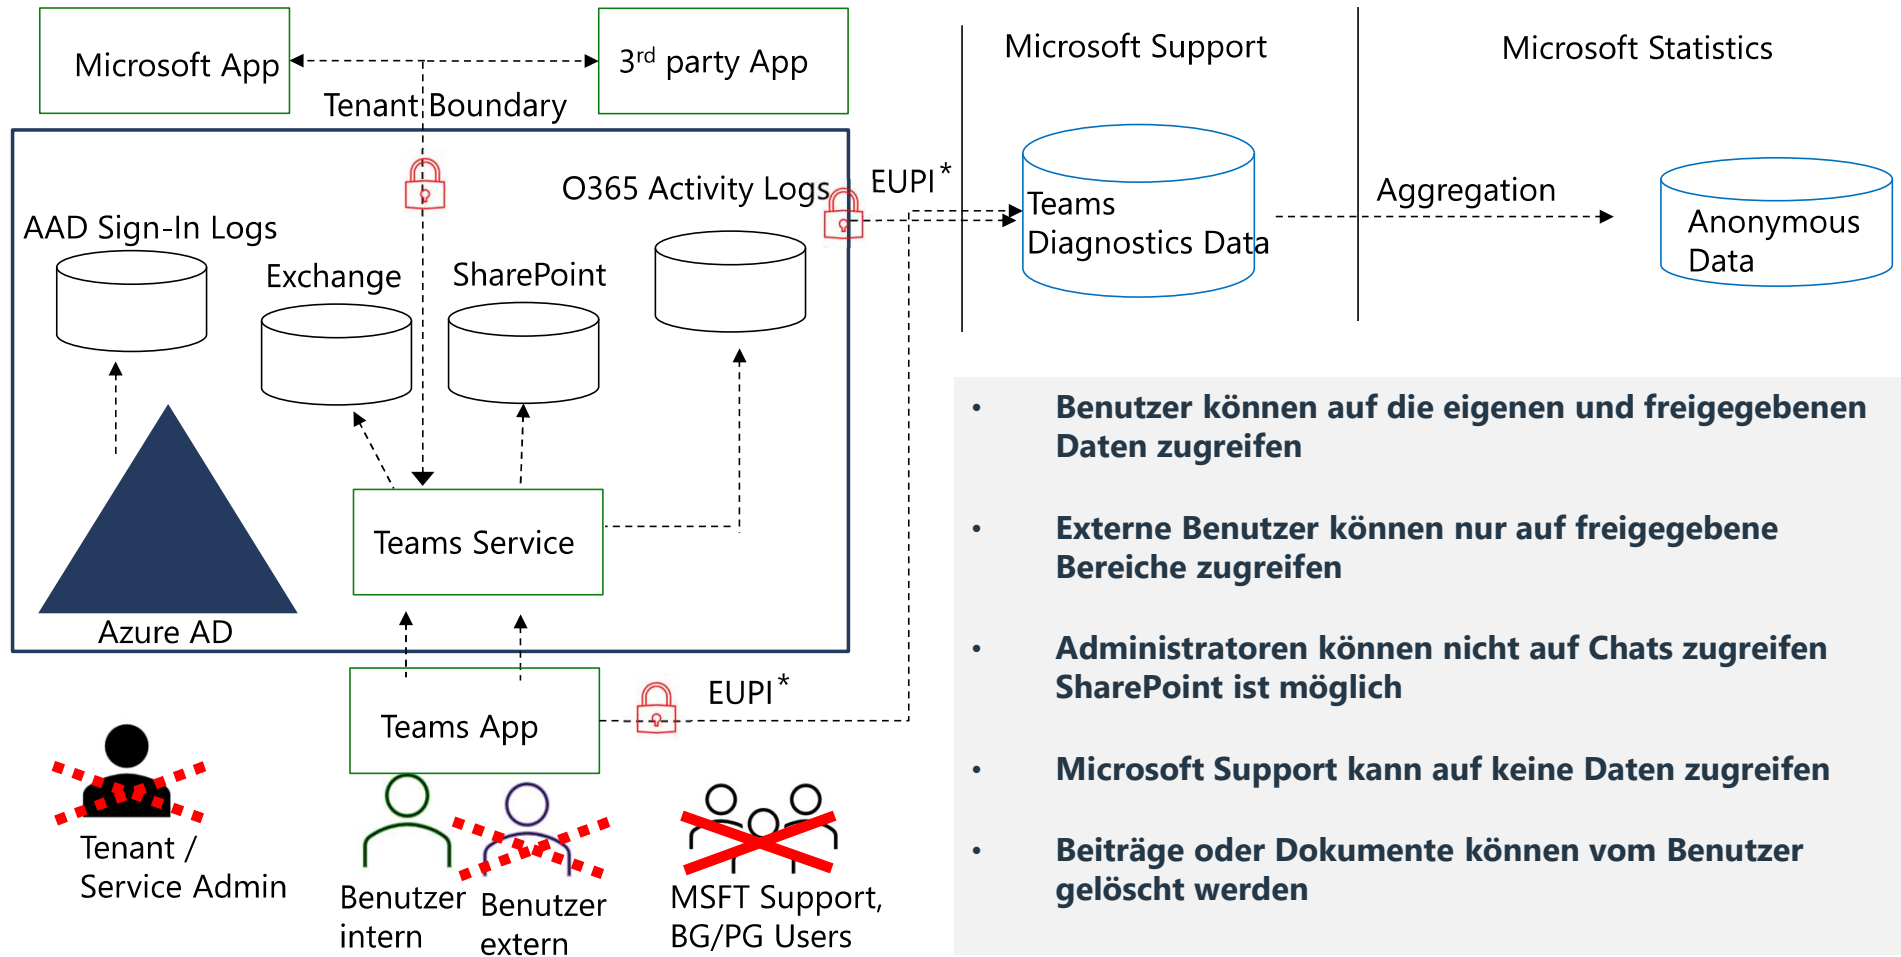 Microsoft App
3rd party App
Tenant Boundary
Microsoft Support
Microsoft Statistics
AAD Sign-In Logs
Exchange
SharePoint
O365 Activity Logs
EUPI*
Teams
Diagnostics Data
Aggregation
Anonymous
Data
Azure AD
Teams Service
Teams App
EUPI*
Tenant /
Service Admin
Benutzer
intern
Benutzer
extern
MSFT Support,
BG/PG Users
• Benutzer können auf die eigenen und freigegebenen
Daten zugreifen
• Externe Benutzer können nur auf freigegebene
Bereiche zugreifen
• Administratoren können nicht auf Chats zugreifen
SharePoint ist möglich
• Microsoft Support kann auf keine Daten zugreifen
• Beiträge oder Dokumente können vom Benutzer
gelöscht werden